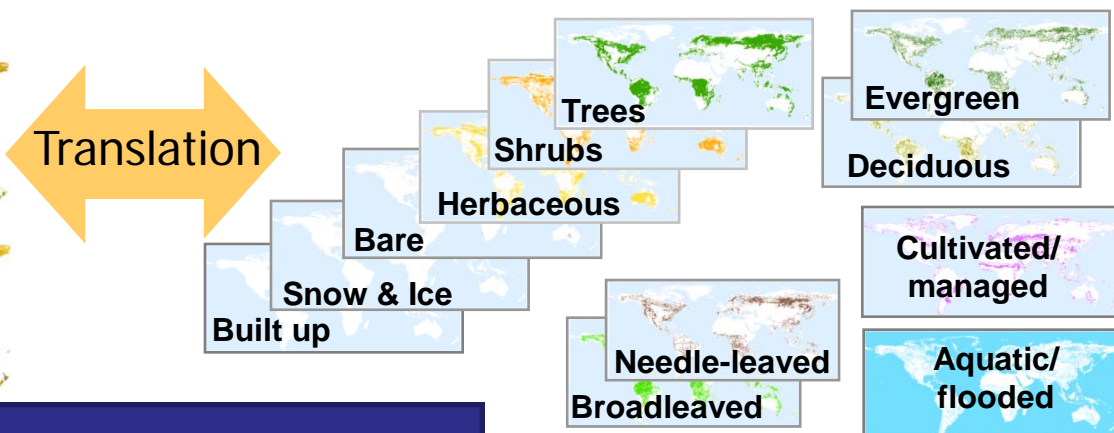 Translation
Trees
Shrubs
Herbaceous
Bare
Snow & Ice
Built up
Evergreen
Deciduous
Cultivated/
managed
Needle-leaved
Broadleaved
Aquatic/
flooded